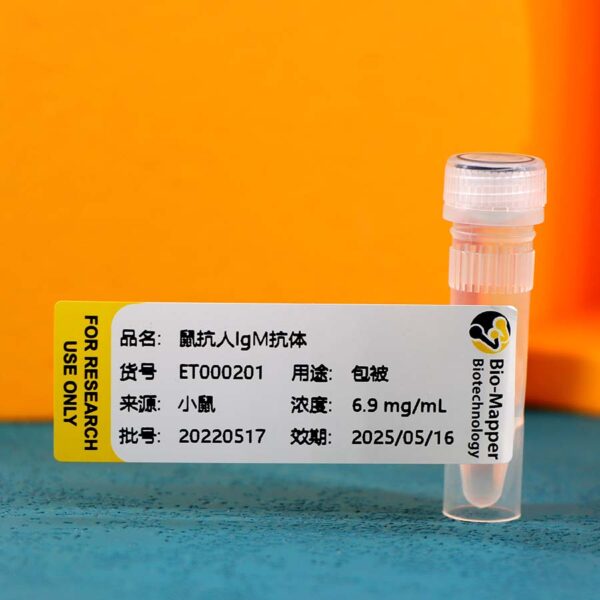 FOR RESEARCH
USE ONLY
品名: 鼠抗人IgM抗体
货号 ET000201 用途: 包被
来源: 小鼠 浓度: 6.9 mg/mL
批号: 20220517 效期: 2025/05/16
Bio-Mapper
Biotechnology